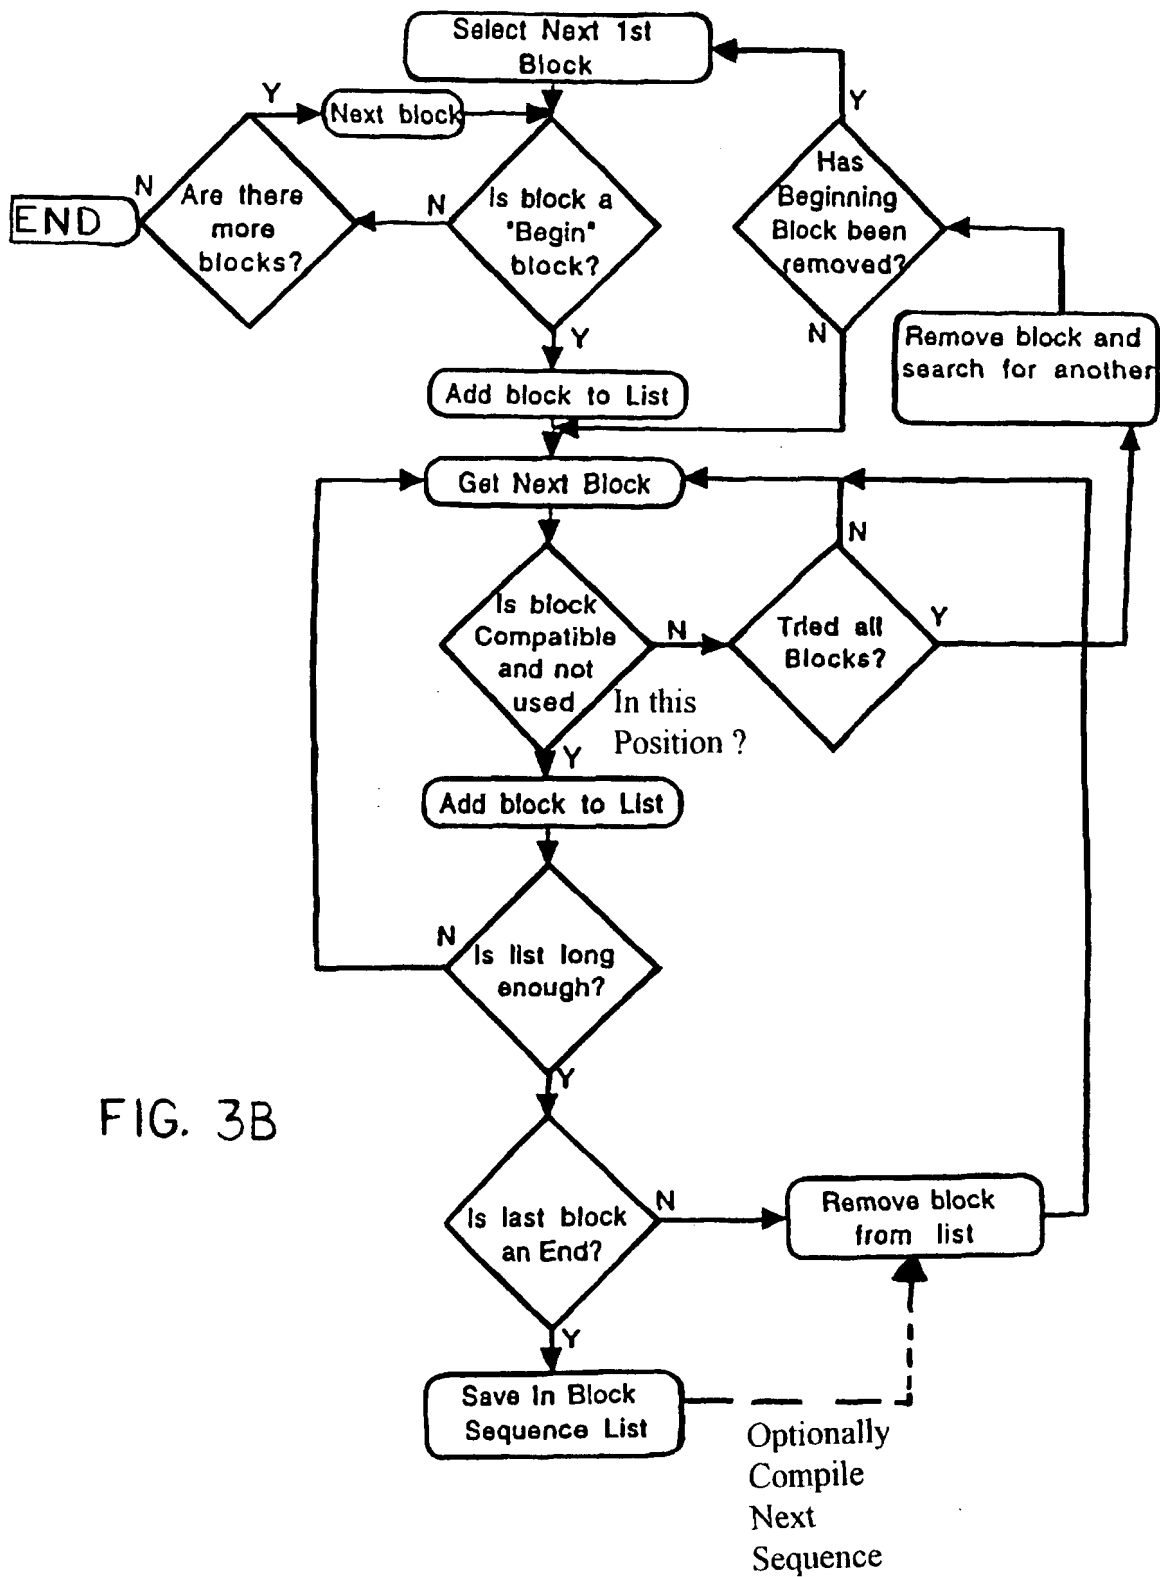 Select Next 1st
Block
Y
Next block
Y
Has
Beginning
Block been
removed?
N
Are there
more
blocks?
END
N
Is block a
"Begin"
block?
Y
N
Remove block and
search for another
Add block to List
Get Next Block
N
Is block
Compatible
and not
used
In this
Position ?
N
Tried all
Blocks?
Y
Y
Add block to List
N
Is list long
enough?
Y
FIG. 3B
Is last block
an End?
N
Remove block
from list
Y
Save In Block
Sequence List
Optionally
Compile
Next
Sequence